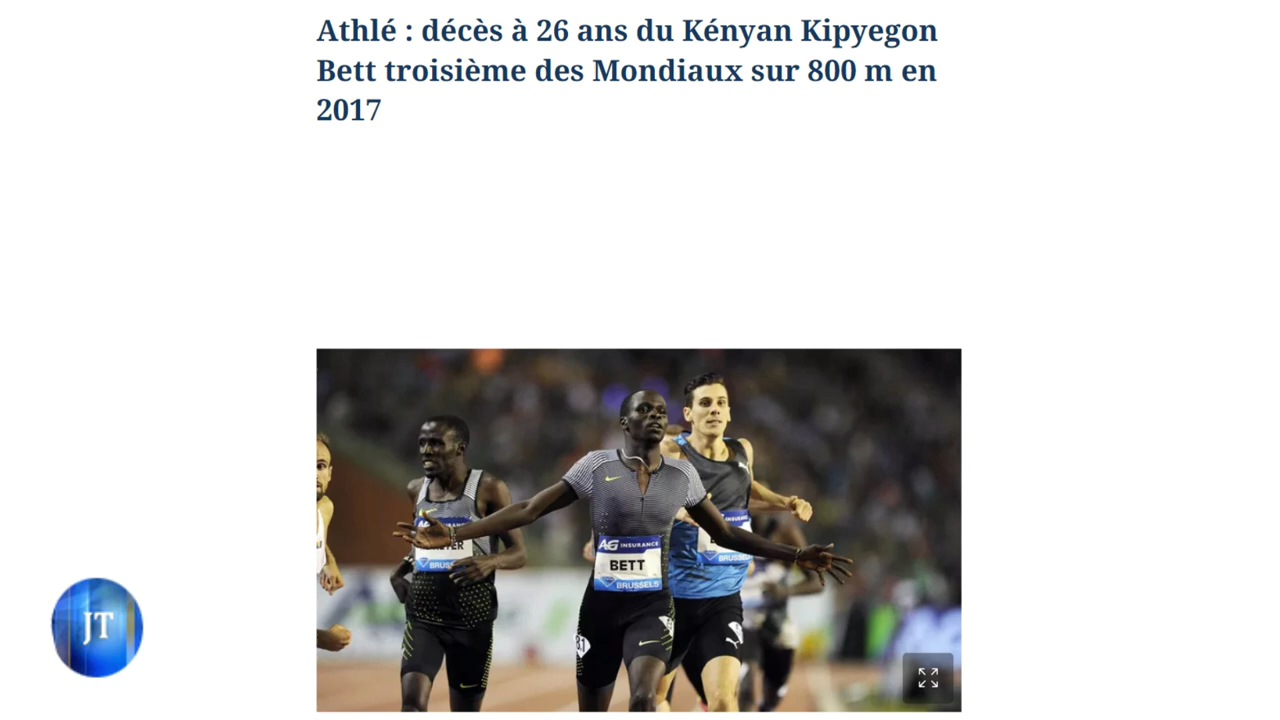 Athlé : décès à 26 ans du Kényan Kipyegon
Bett troisième des Mondiaux sur 800 m en
2017
AG INSURANCE
BETT
BRUSSELS
JT